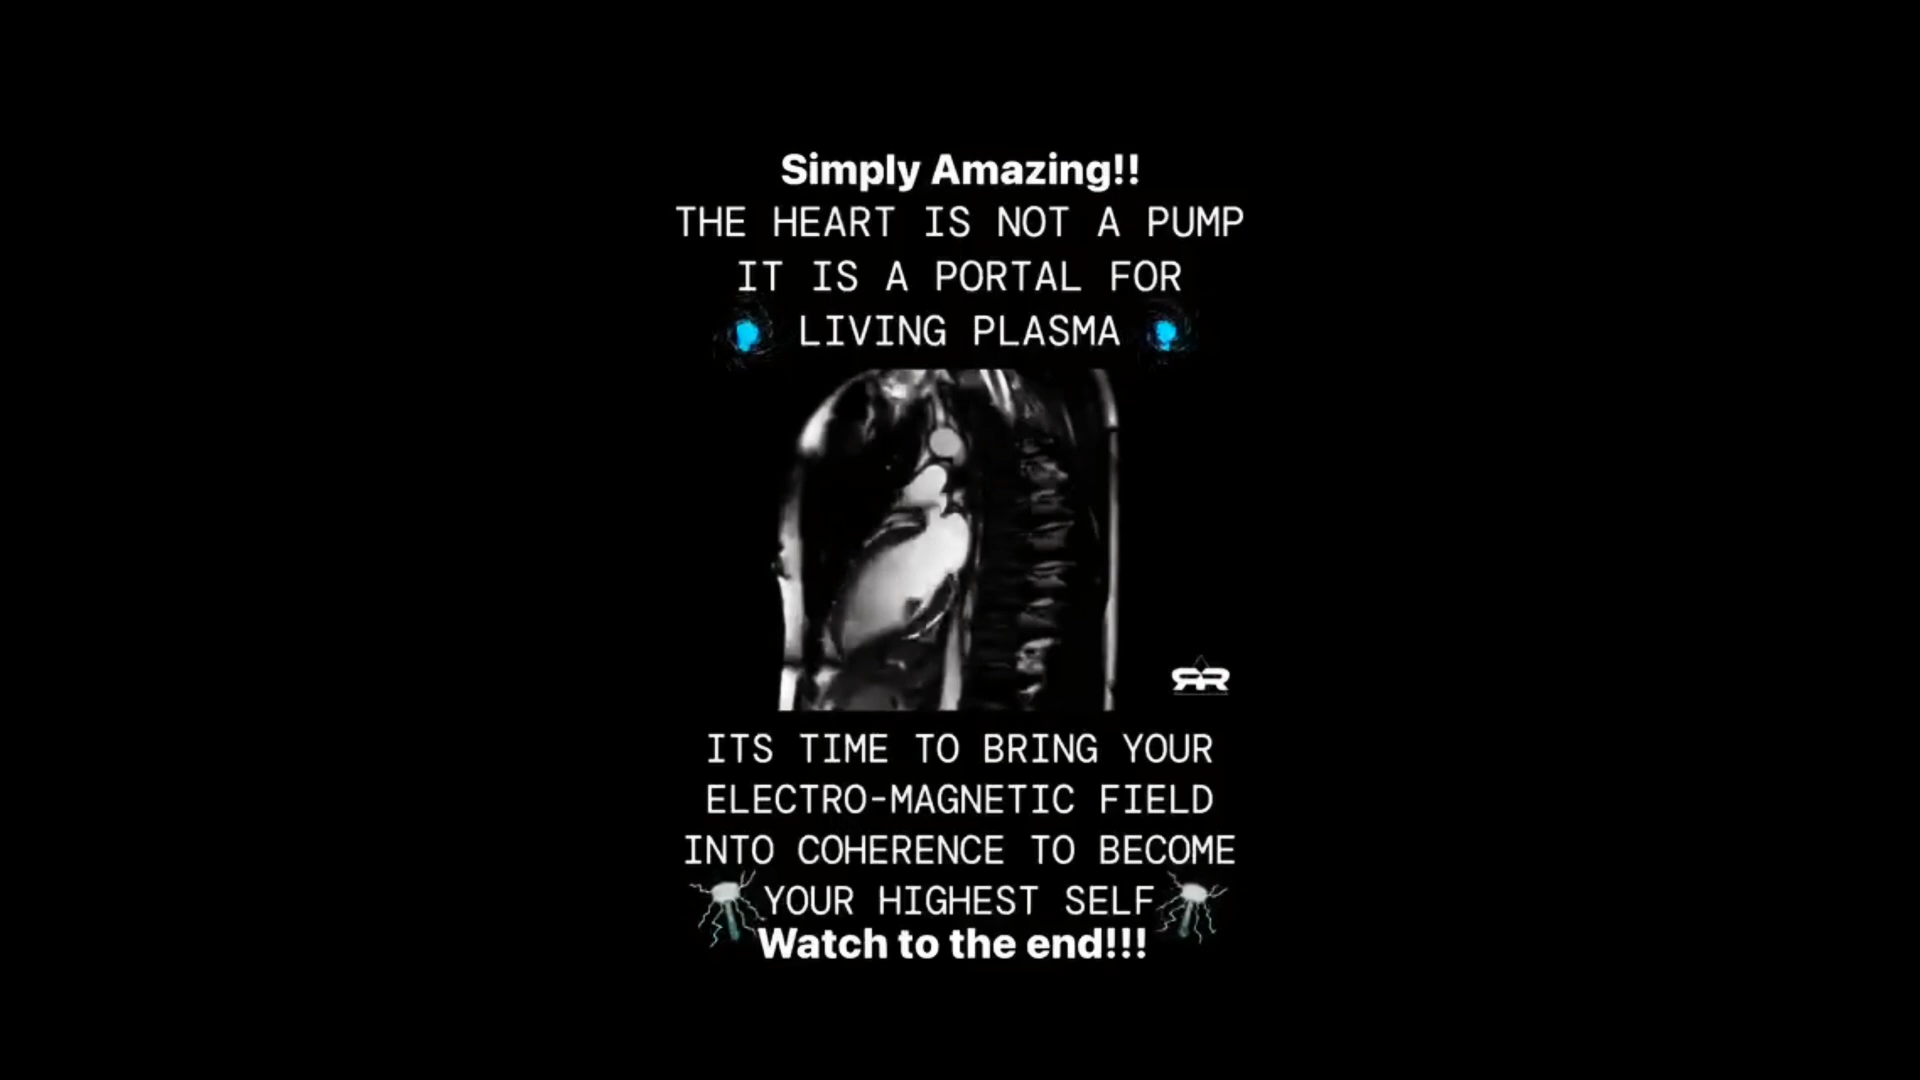 Simply Amazing!!
THE HEART IS NOT A PUMP
IT IS A PORTAL FOR
LIVING PLASMA
ITS TIME TO BRING YOUR
ELECTRO-MAGNETIC FIELD
INTO COHERENCE TO BECOME
YOUR HIGHEST SELF
Watch to the end!!!